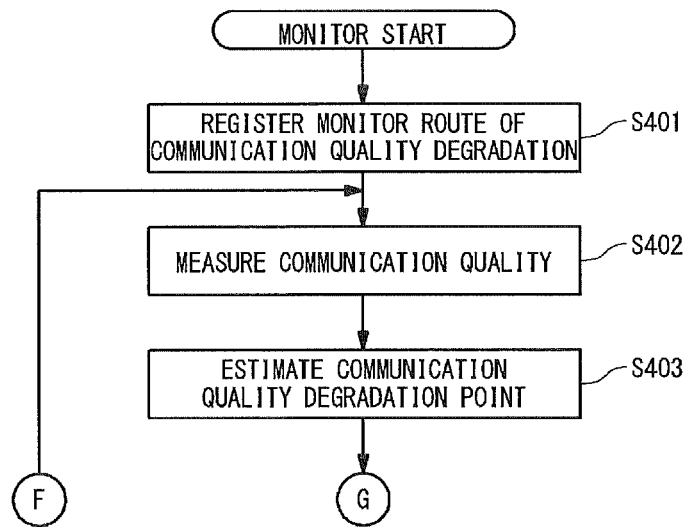 MONITOR START
REGISTER MONITOR ROUTE OF
COMMUNICATION QUALITY DEGRADATION
S401
MEASURE COMMUNICATION QUALITY
S402
ESTIMATE COMMUNICATION
QUALITY DEGRADATION POINT
S403
F
G